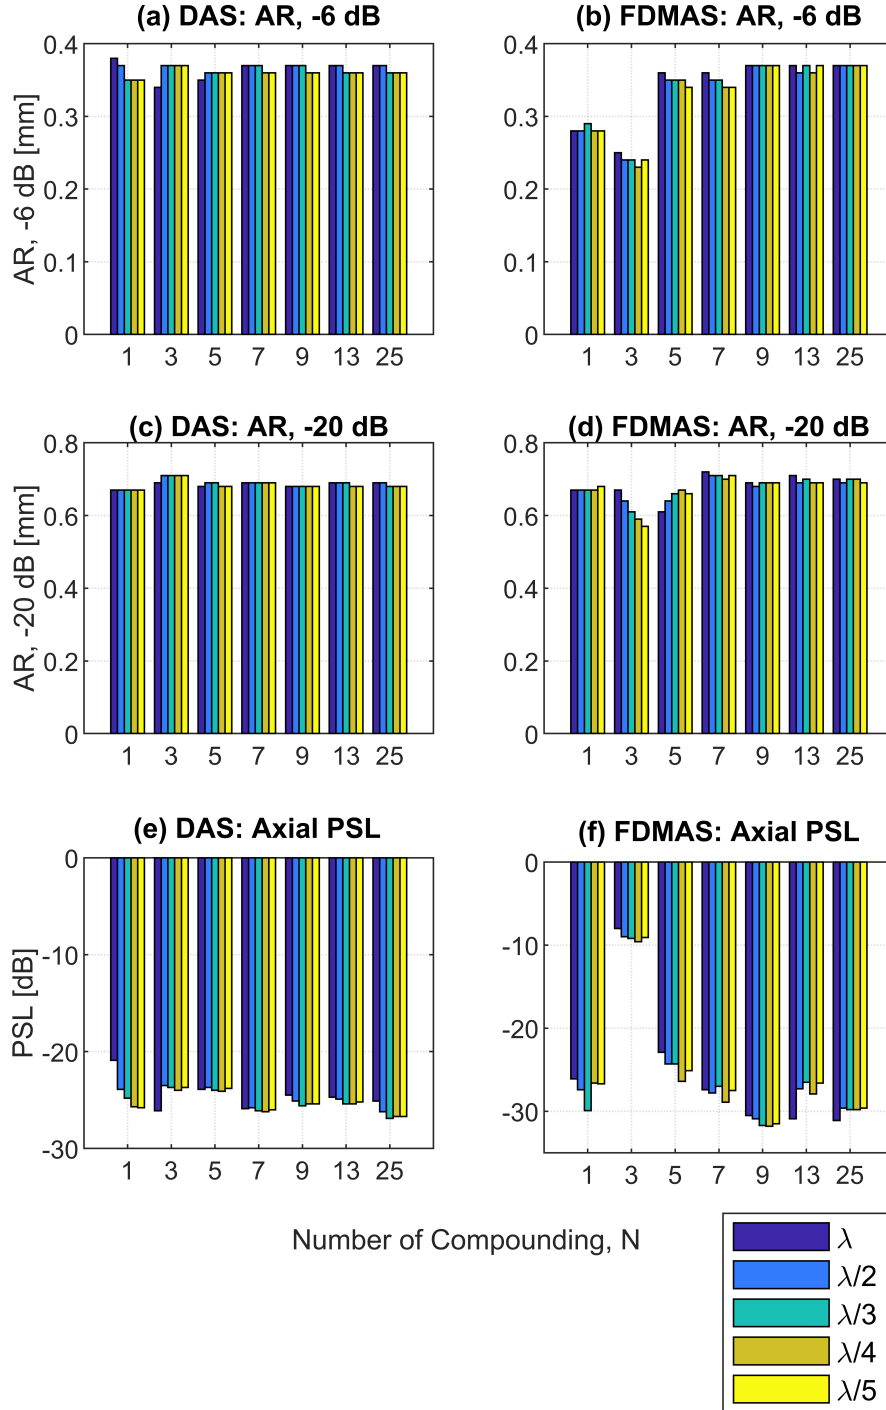 (a) DAS: AR, -6 dB
AR, -6 dB [mm]
0.4
0.3
0.2
0.1
0
1 3 5 7 9 13 25
(b) FDMAS: AR, -6 dB
0.4
0.3
0.2
0.1
0
1 3 5 7 9 13 25
(c) DAS: AR, -20 dB
AR, -20 dB [mm]
0.8
0.6
0.4
0.2
0
1 3 5 7 9 13 25
(d) FDMAS: AR, -20 dB
0.8
0.6
0.4
0.2
0
1 3 5 7 9 13 25
(e) DAS: Axial PSL
PSL [dB]
0
-10
-20
-30
1 3 5 7 9 13 25
(f) FDMAS: Axial PSL
0
-10
-20
-30
1 3 5 7 9 13 25
Number of Compounding, N
λ
λ/2
λ/3
λ/4
λ/5